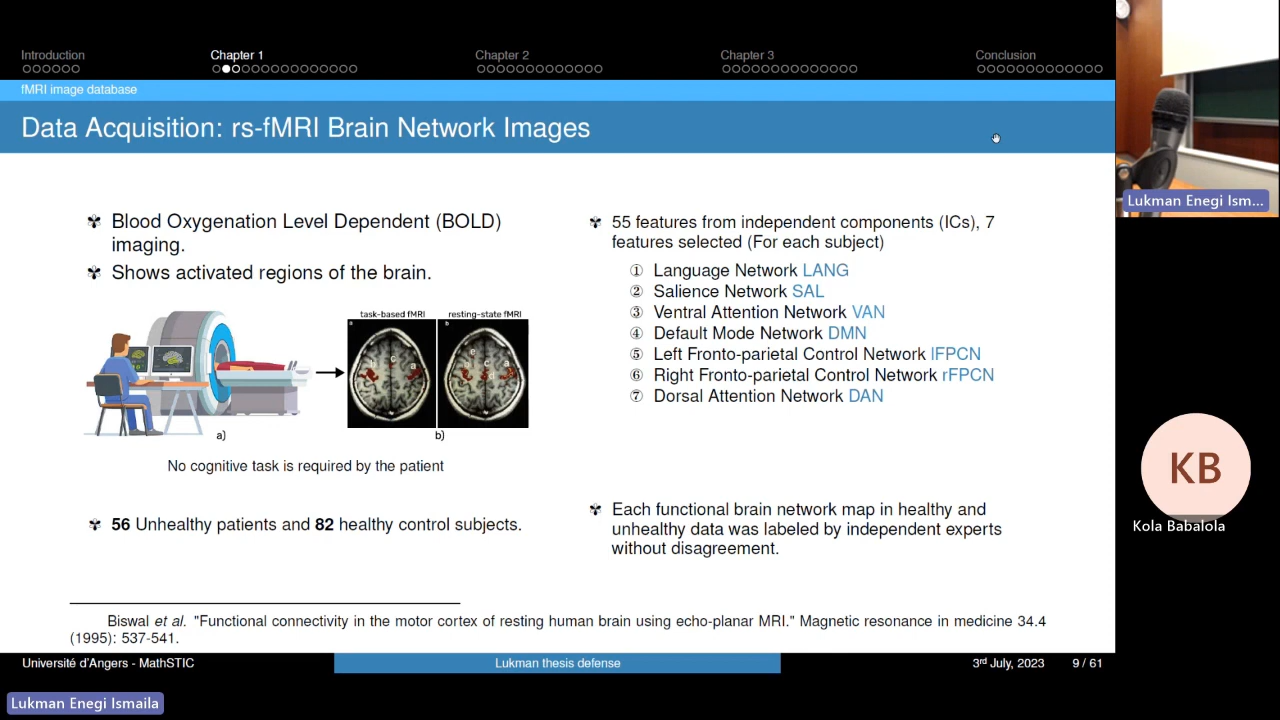 Introduction
Chapter 1
Chapter 2
Chapter 3
Conclusion
fMRI image database
Data Acquisition: rs-fMRI Brain Network Images
Blood Oxygenation Level Dependent (BOLD)
imaging.
Shows activated regions of the brain.
task-based fMRI
resting-state fMRI
a)
b)
No cognitive task is required by the patient
56 Unhealthy patients and 82 healthy control subjects.
55 features from independent components (ICs), 7
features selected (For each subject)
① Language Network LANG
② Salience Network SAL
③ Ventral Attention Network VAN
④ Default Mode Network DMN
⑤ Left Fronto-parietal Control Network lFPCN
⑥ Right Fronto-parietal Control Network rFPCN
⑦ Dorsal Attention Network DAN
Each functional brain network map in healthy and
unhealthy data was labeled by independent experts
without disagreement.
Biswal et al. "Functional connectivity in the motor cortex of resting human brain using echo-planar MRI." Magnetic resonance in medicine 34.4
(1995): 537-541.
Université d'Angers - MathSTIC
Lukman thesis defense
3rd July, 2023
9 / 61
Lukman Enegi Ism...
KB
Kola Babalola
Lukman Enegi Ismaila